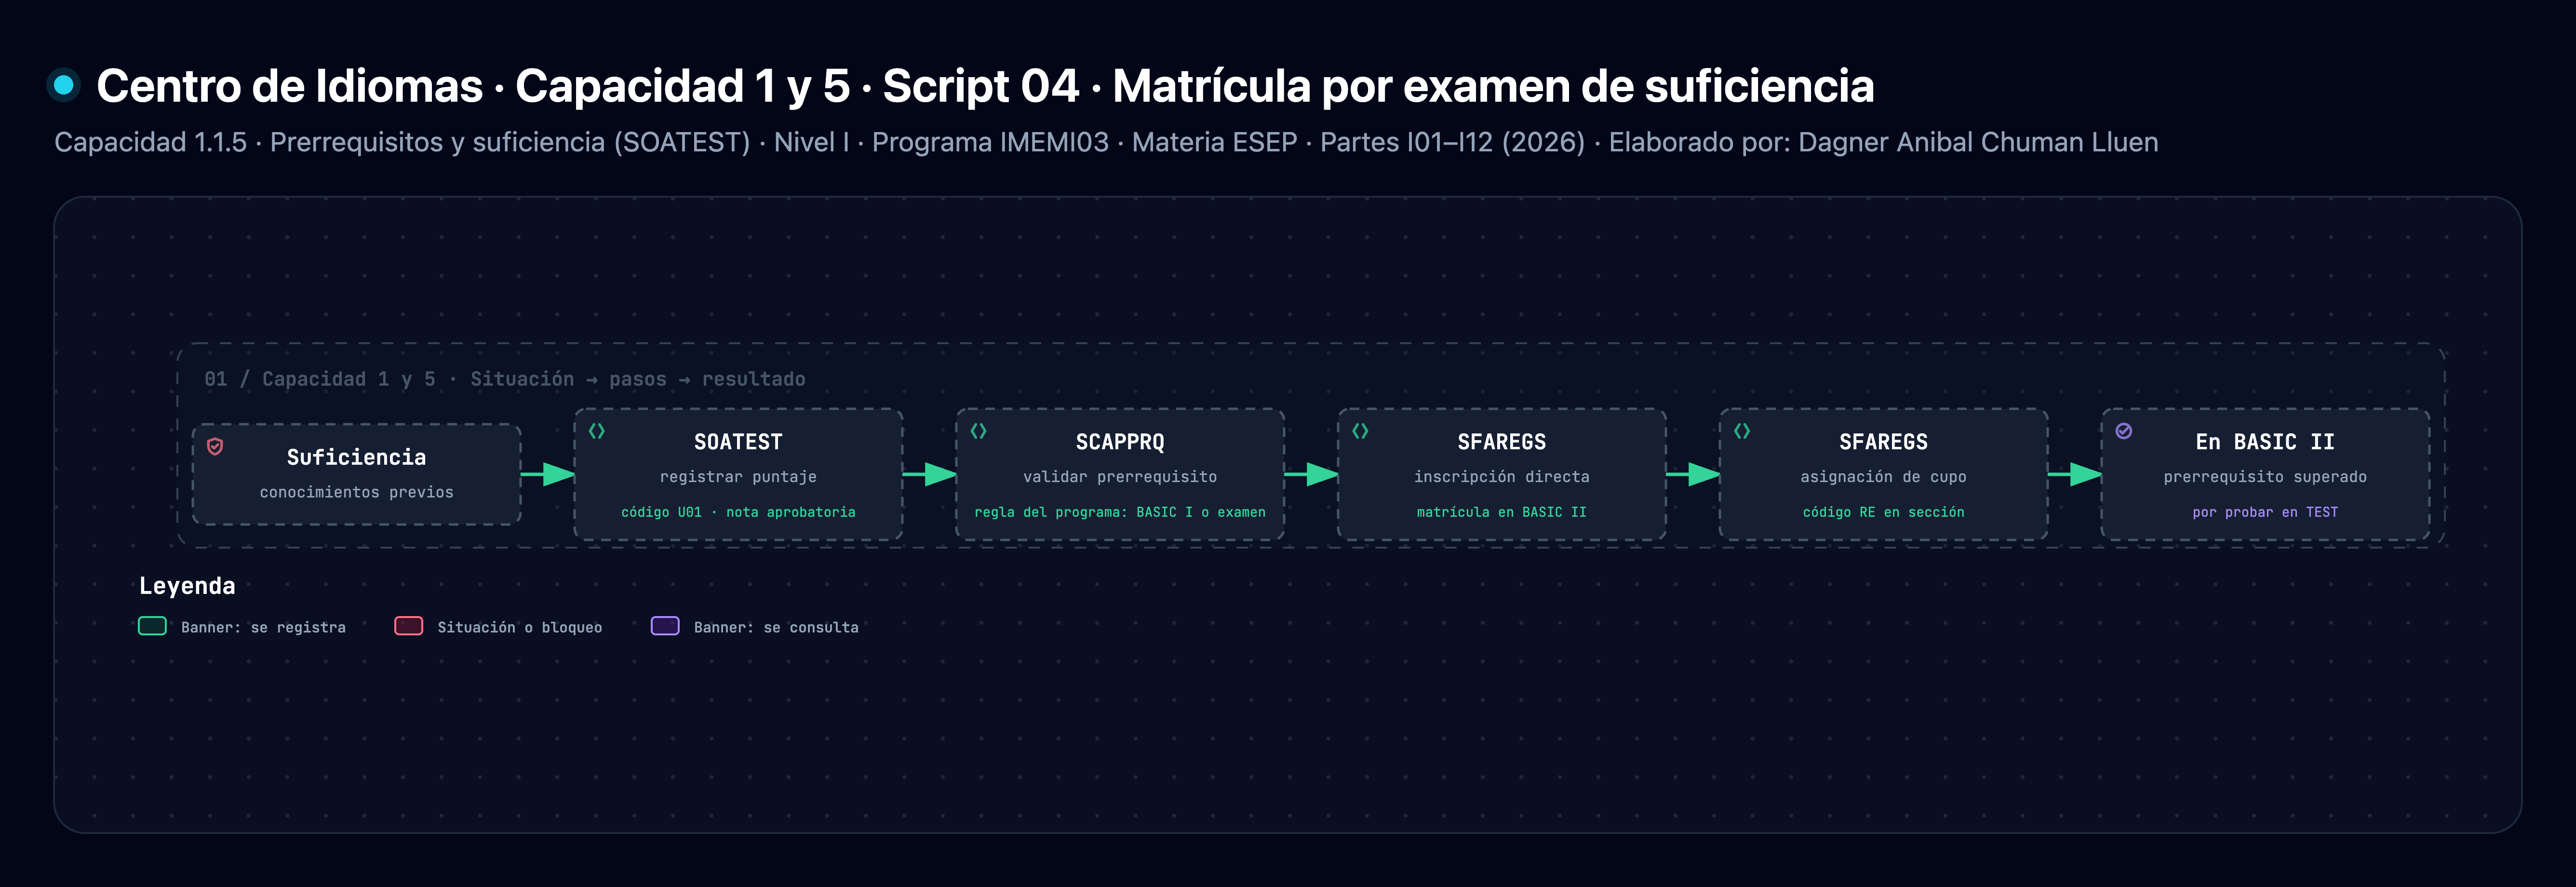 Centro de Idiomas · Capacidad 1 y 5 · Script 04 · Matrícula por examen de suficiencia
Capacidad 1.1.5 · Prerrequisitos y suficiencia (SOATEST) · Nivel I · Programa IMEMI03 · Materia ESEP · Partes I01–I12 (2026) · Elaborado por: Dagner Anibal Chuman Lluen
01 / Capacidad 1 y 5 · Situación → pasos → resultado
Suficiencia
conocimientos previos
SOATEST
registrar puntaje
código U01 · nota aprobatoria
SCAPPRQ
validar prerrequisito
regla del programa: BASIC I o examen
SFAREGS
inscripción directa
matrícula en BASIC II
SFAREGS
asignación de cupo
código RE en sección
En BASIC II
prerrequisito superado
por probar en TEST
Leyenda
Banner: se registra
Situación o bloqueo
Banner: se consulta